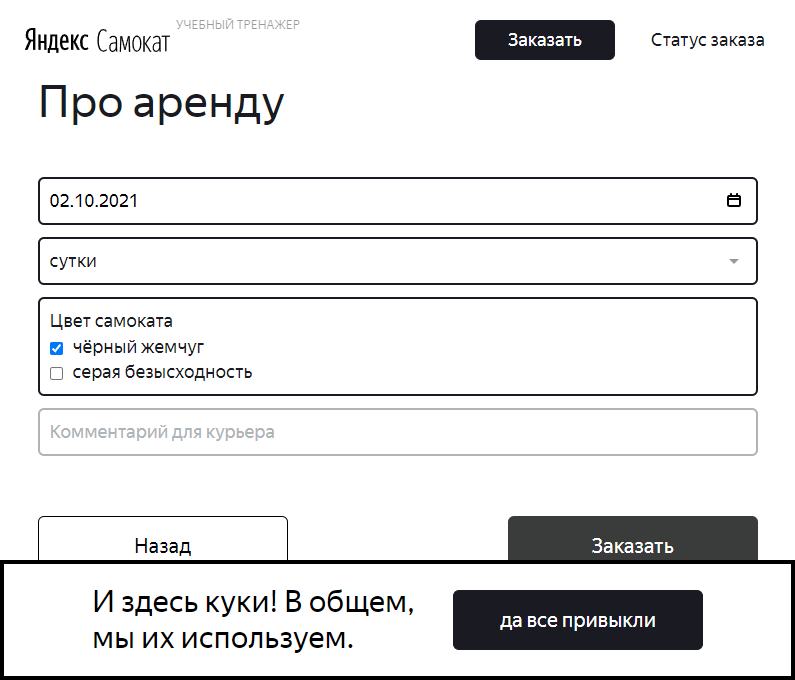 Яндекс Самокат
УЧЕБНЫЙ ТРЕНАЖЕР
Заказать
Статус заказа
Про аренду
02.10.2021
сутки
Цвет самоката
чёрный жемчуг
серая безысходность
Комментарий для курьера
Назад
Заказать
И здесь куки! В общем,
мы их используем.
да все привыкли